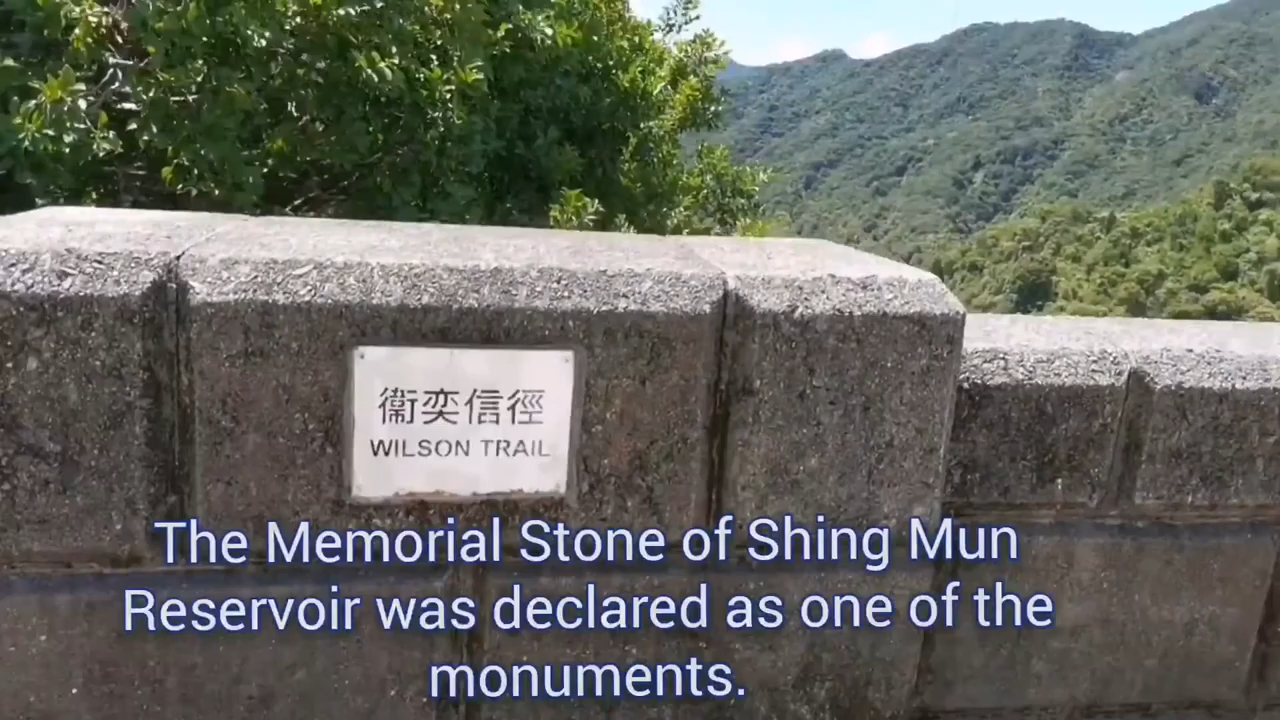 衞奕信徑
WILSON TRAIL
The Memorial Stone of Shing Mun
Reservoir was declared as one of the
monuments.